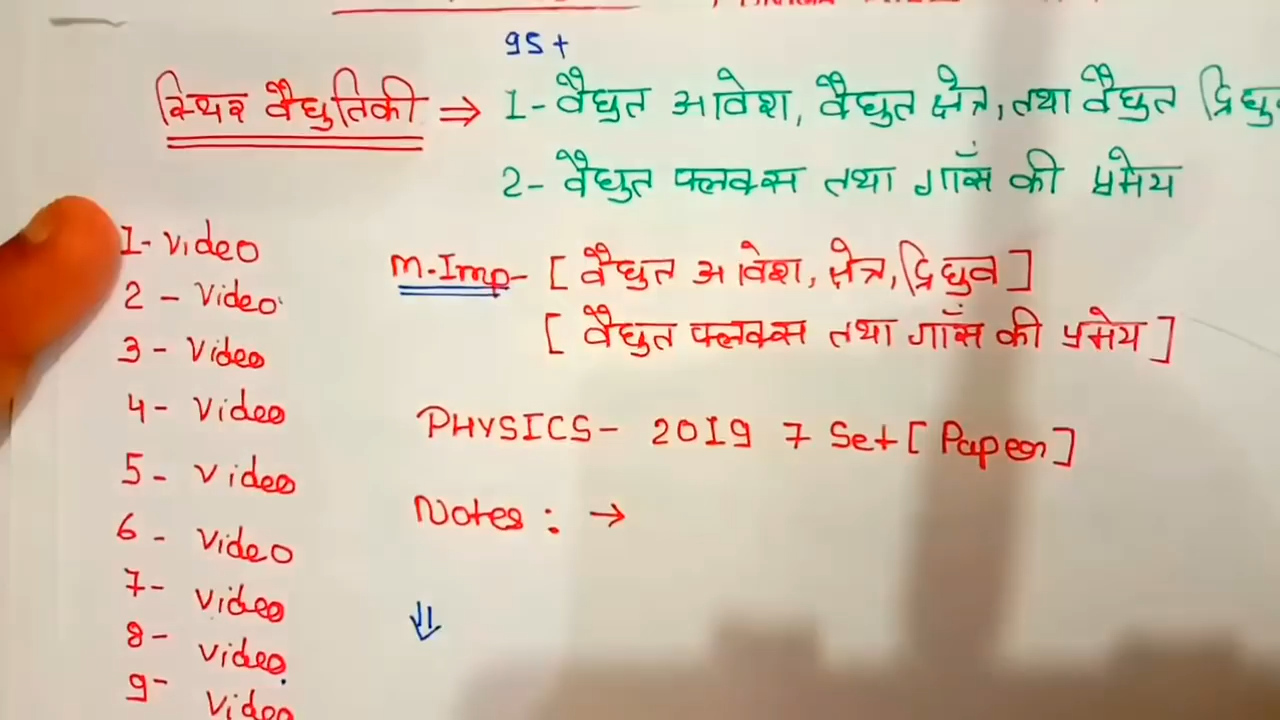 95+
स्थिर वैधुतिकी ⇒ 1- वैधुत आवेश, वैधुत क्षेत्र, तथा वैधुत
2- वैधुत फ्लक्स तथा गाँस की प्रमेय
1- Video
2 - Video
3 - Video
4- Video
5- Video
6 - Video
7- Video
8- Video
9- Video
M.Imp- [ वैधुत आवेश, क्षेत्र, द्विध्रुव ]
[ वैधुत फ्लक्स तथा गाँस की प्रमेय ]
PHYSICS- 2019 7 Set [ Paper ]
Notes : →
⇓